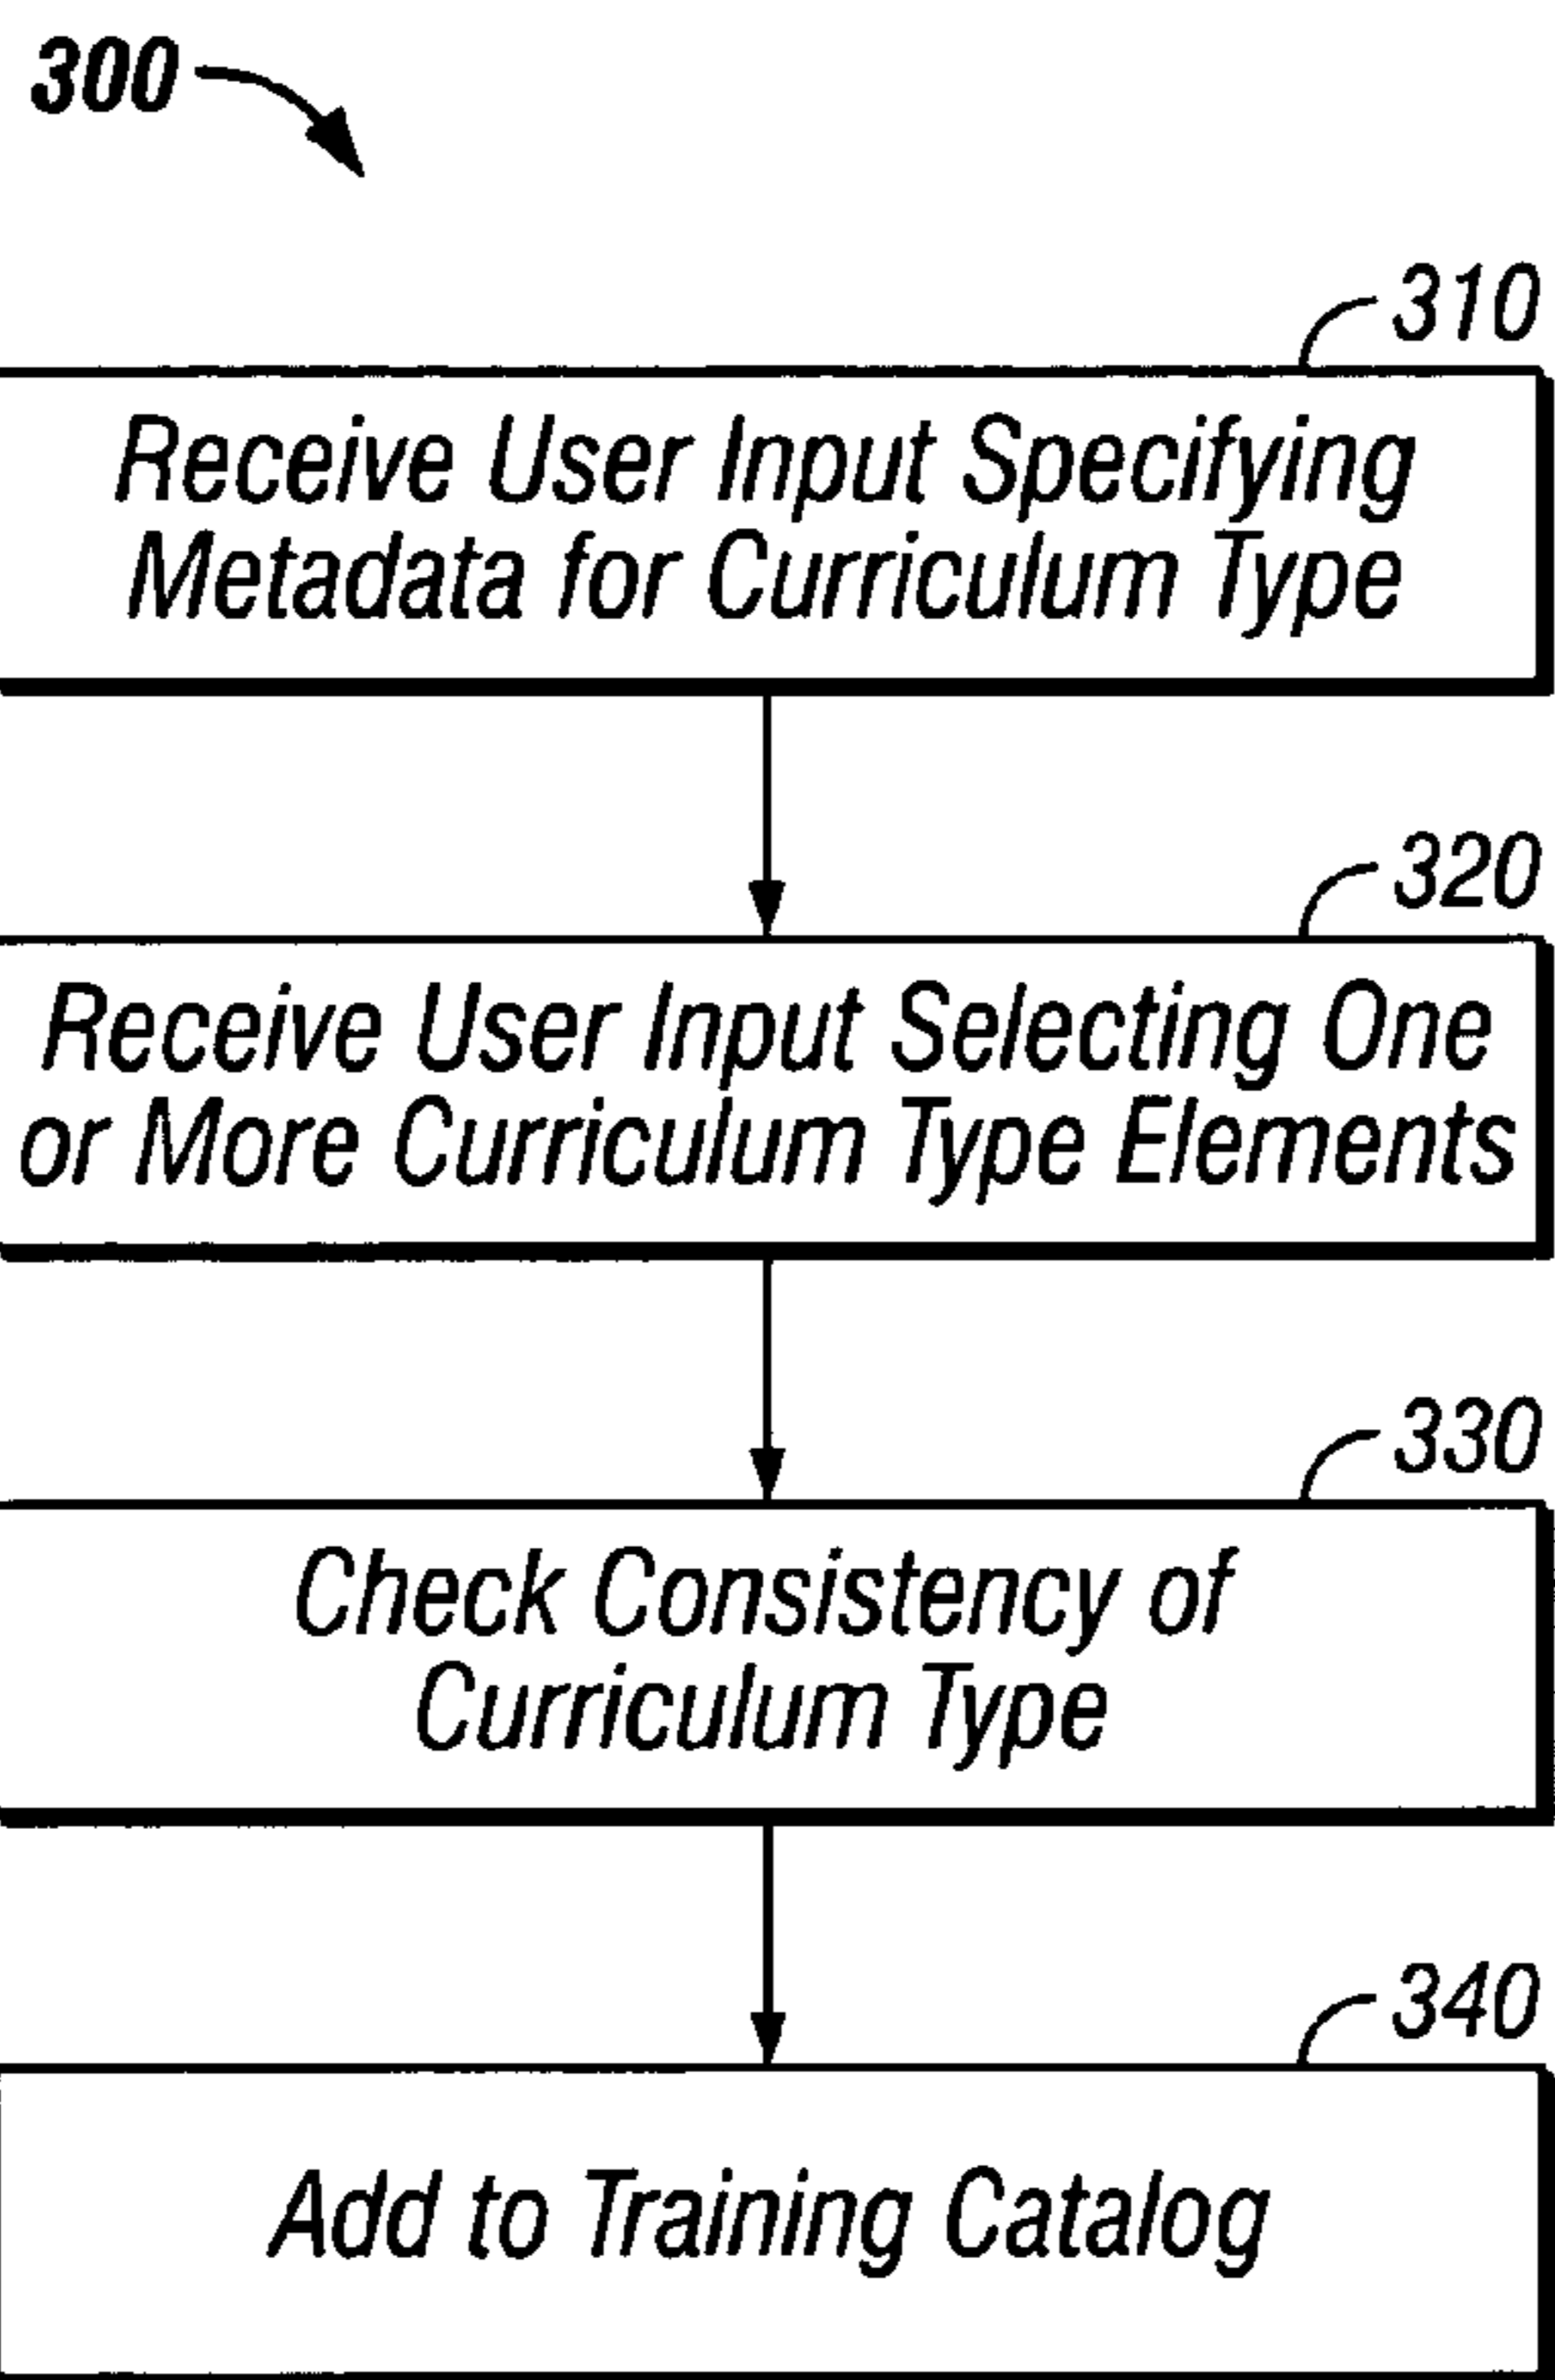 300
310
Receive User Input Specifying
Metadata for Curriculum Type
320
Receive User Input Selecting One
or More Curriculum Type Elements
330
Check Consistency of
Curriculum Type
340
Add to Training Catalog